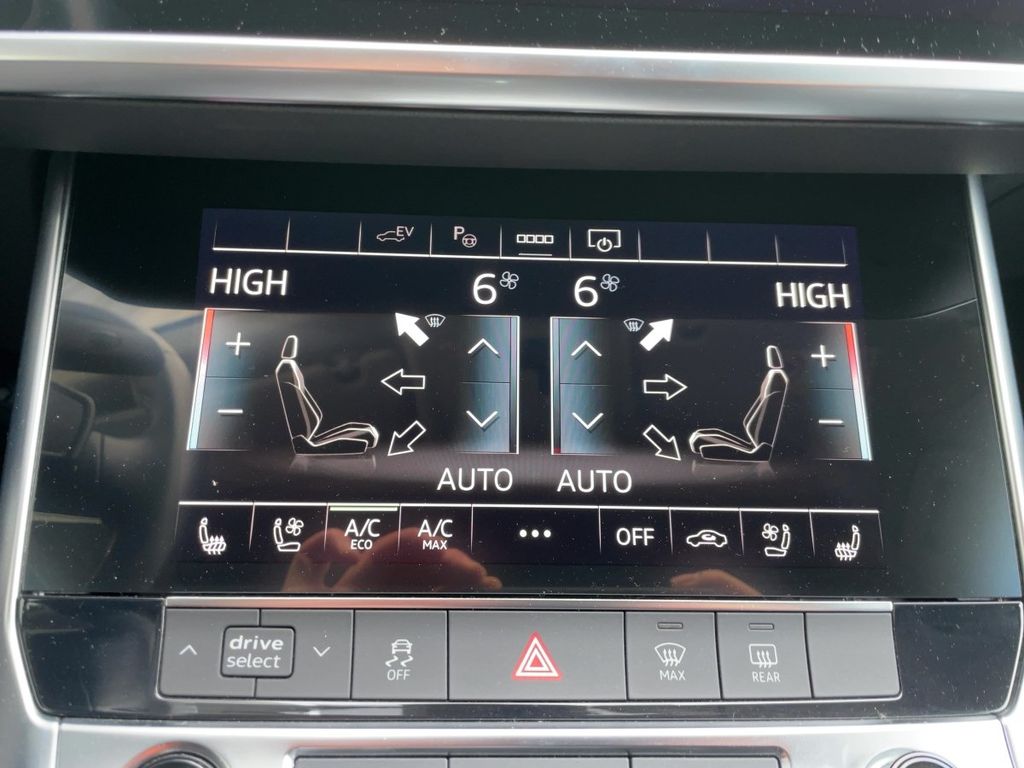 EV P
HIGH 6 6 HIGH
AUTO AUTO
A/C ECO A/C MAX OFF
drive select OFF MAX REAR